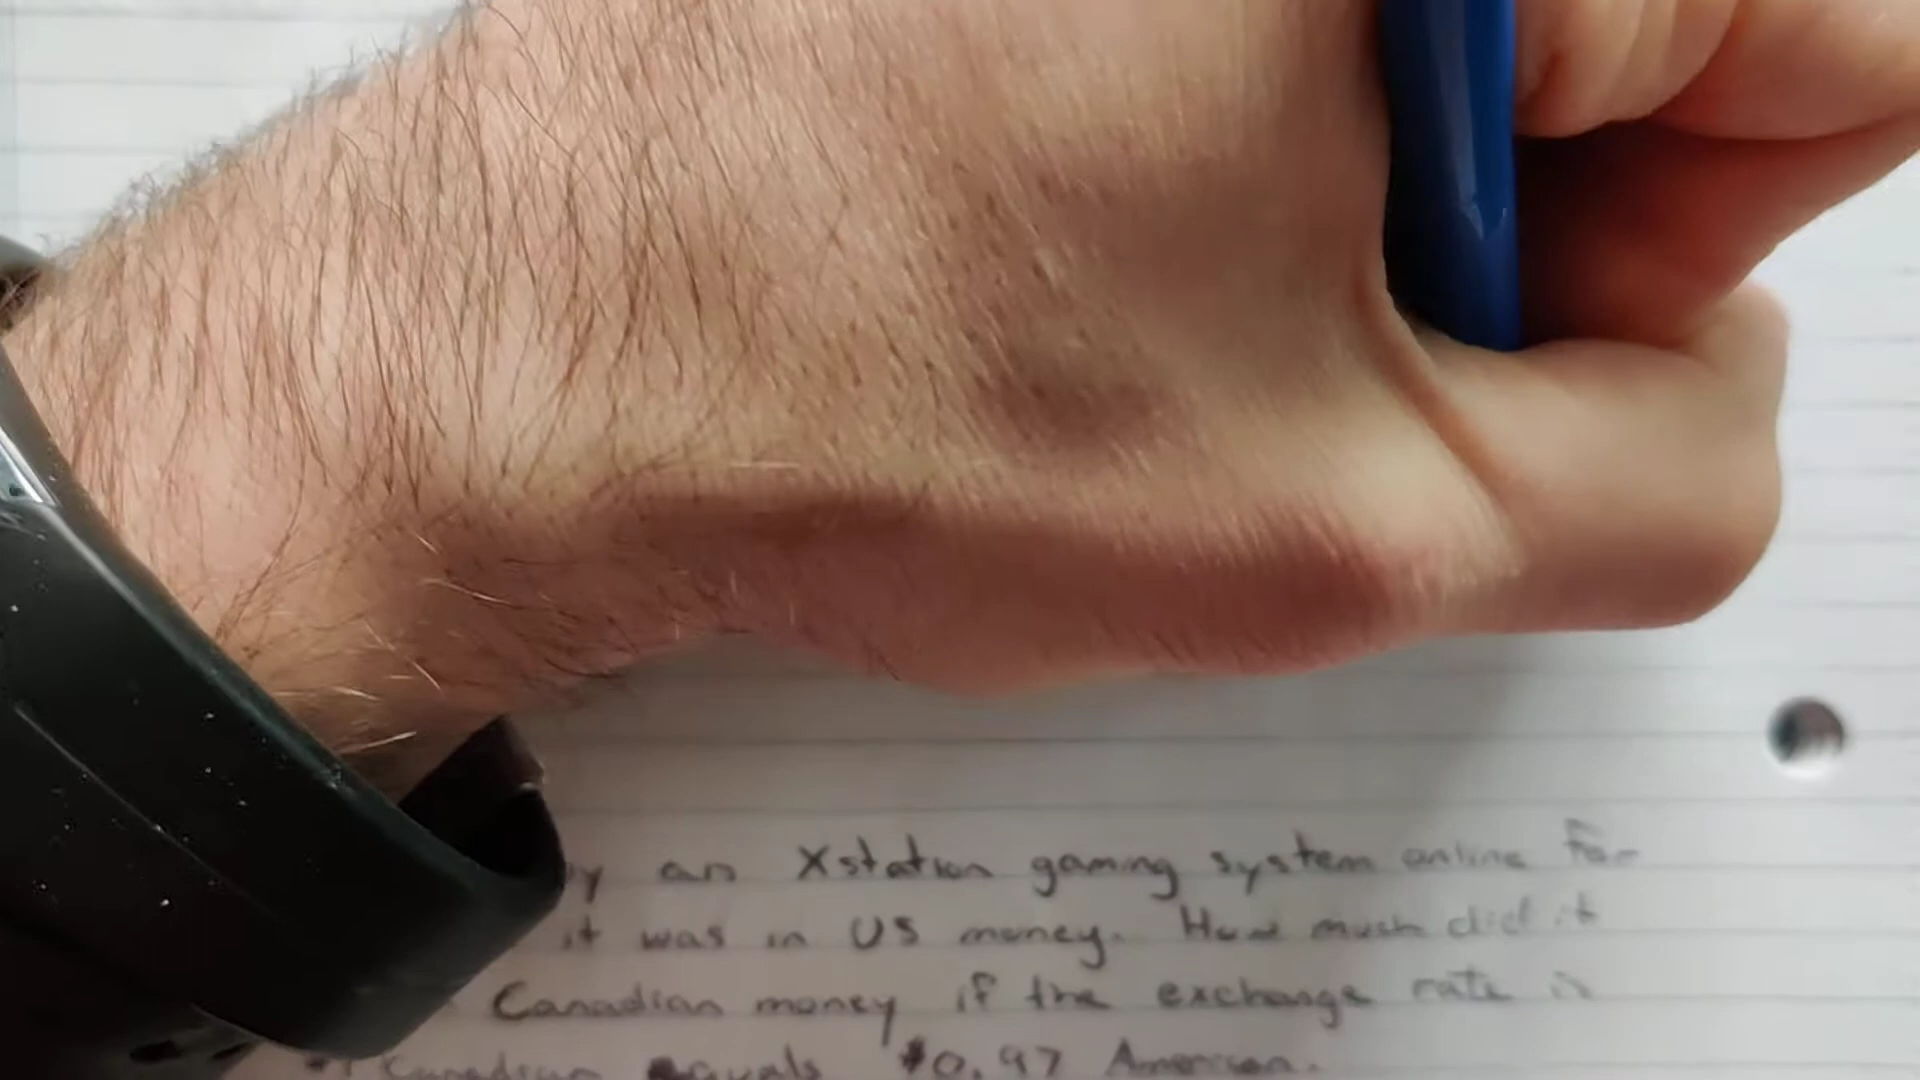 an Xstation gaming system online for
it was in US money. How much did it
Canadian money if the exchange rate is
Canadian equals $0.97 American.